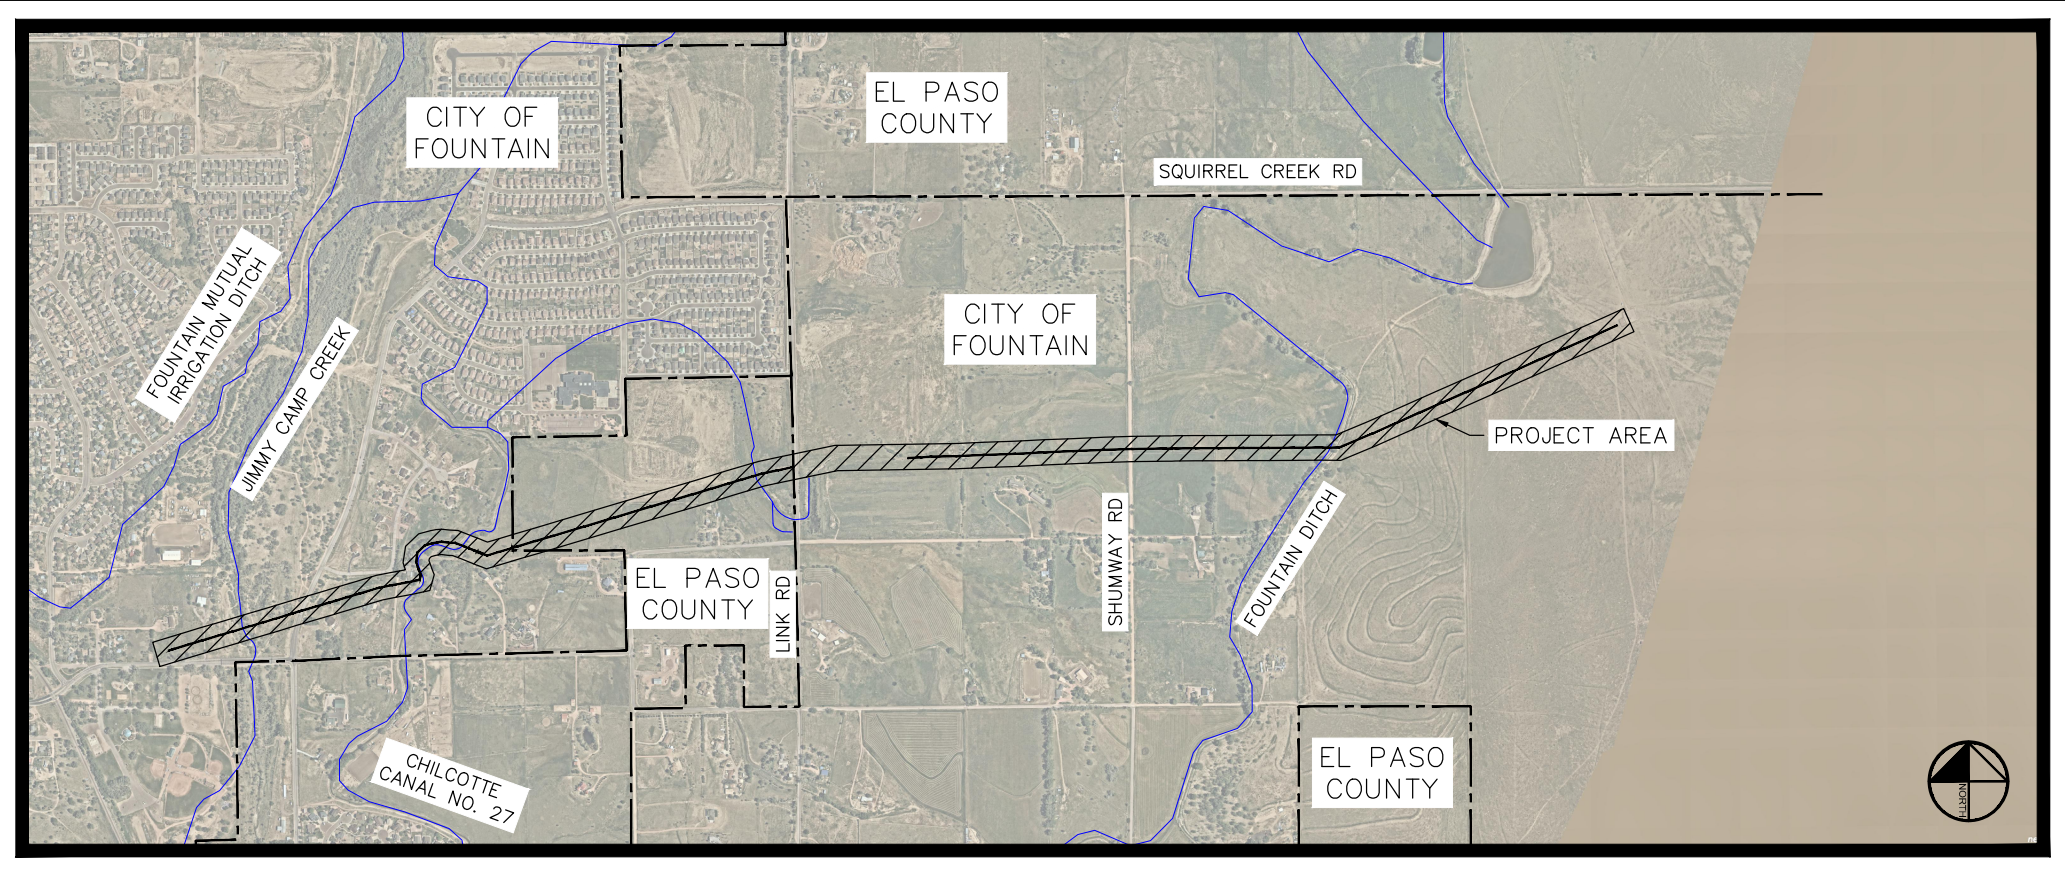 EL PASO
COUNTY
CITY OF
FOUNTAIN
SQUIRREL CREEK RD
FOUNTAIN MUTUAL
IRRIGATION DITCH
JIMMY CAMP CREEK
CITY OF
FOUNTAIN
PROJECT AREA
SHUMWAY RD
FOUNTAIN DITCH
EL PASO
COUNTY
LINK RD
CHILCOTTE
CANAL NO. 27
EL PASO
COUNTY
NORTH